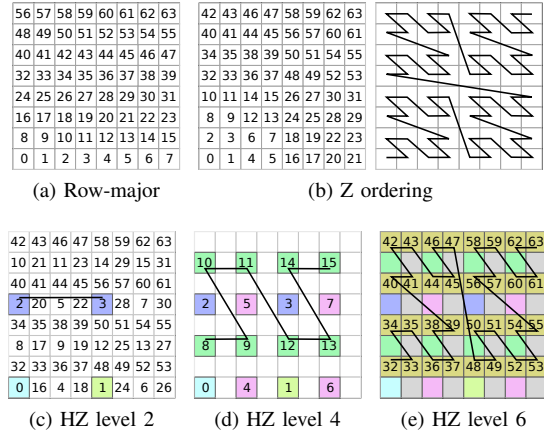 56 57 58 59 60 61 62 63
48 49 50 51 52 53 54 55
40 41 42 43 44 45 46 47
32 33 34 35 36 37 38 39
24 25 26 27 28 29 30 31
16 17 18 19 20 21 22 23
8 9 10 11 12 13 14 15
0 1 2 3 4 5 6 7
(a) Row-major
42 43 46 47 58 59 62 63
40 41 44 45 56 57 60 61
34 35 38 39 50 51 54 55
32 33 36 37 48 49 52 53
10 11 14 15 26 27 30 31
8 9 12 13 24 25 28 29
2 3 6 7 18 19 22 23
0 1 4 5 16 17 20 21
(b) Z ordering
42 43 46 47 58 59 62 63
10 21 11 23 14 29 15 31
40 41 44 45 56 57 60 61
2 20 5 22 3 28 7 30
34 35 38 39 50 51 54 55
8 17 9 19 12 25 13 27
32 33 36 37 48 49 52 53
0 16 4 18 1 24 6 26
(c) HZ level 2
10 11 14 15
2 5 3 7
8 9 12 13
0 4 1 6
(d) HZ level 4
42 43 46 47 58 59 62 63
40 41 44 45 56 57 60 61
34 35 38 39 50 51 54 55
32 33 36 37 48 49 52 53
(e) HZ level 6